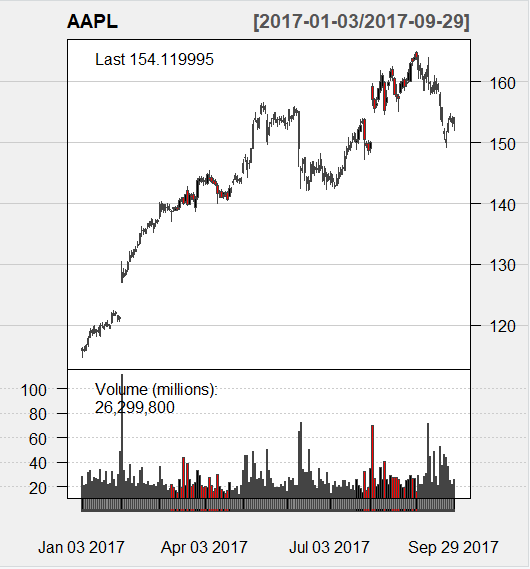 AAPL [2017-01-03/2017-09-29]
Last 154.119995
160
150
140
130
120
Volume (millions):
26,299,800
100
80
60
40
20
Jan 03 2017 Apr 03 2017 Jul 03 2017 Sep 29 2017